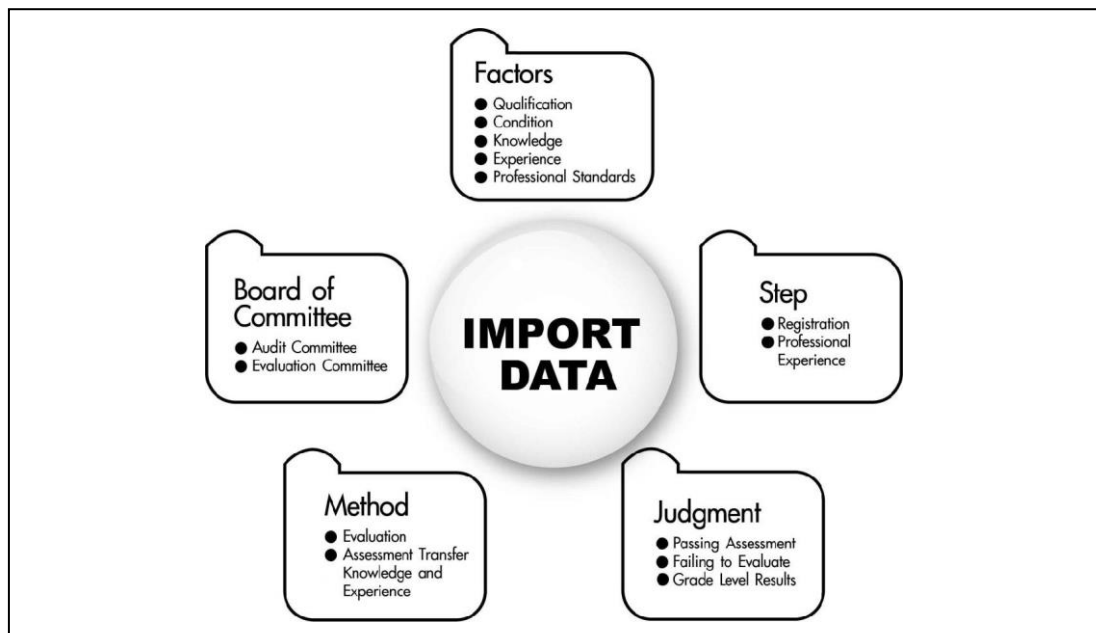 Factors
● Qualification
● Condition
● Knowledge
● Experience
● Professional Standards
Board of
Committee
● Audit Committee
● Evaluation Committee
IMPORT
DATA
Step
● Registration
● Professional
Experience
Method
● Evaluation
● Assessment Transfer
Knowledge and
Experience
Judgment
● Passing Assessment
● Failing to Evaluate
● Grade Level Results